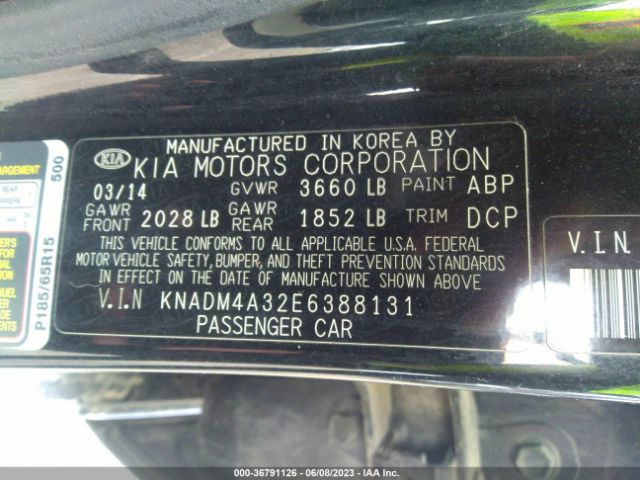 MANUFACTURED IN KOREA BY
KIA KIA MOTORS CORPORATION
03/14 GVWR 3660 LB PAINT ABP
GAWR FRONT 2028 LB GAWR REAR 1852 LB TRIM DCP
THIS VEHICLE CONFORMS TO ALL APPLICABLE U.S.A. FEDERAL
MOTOR VEHICLE SAFETY, BUMPER, AND THEFT PREVENTION STANDARDS
IN EFFECT ON THE DATE OF MANUFACTURE SHOWN ABOVE
V.I.N KNADM4A32E6388131
PASSENGER CAR
V.I.N.
500
P185/65R15
REAR
000-36791126 - 06/08/2023 - IAA Inc.